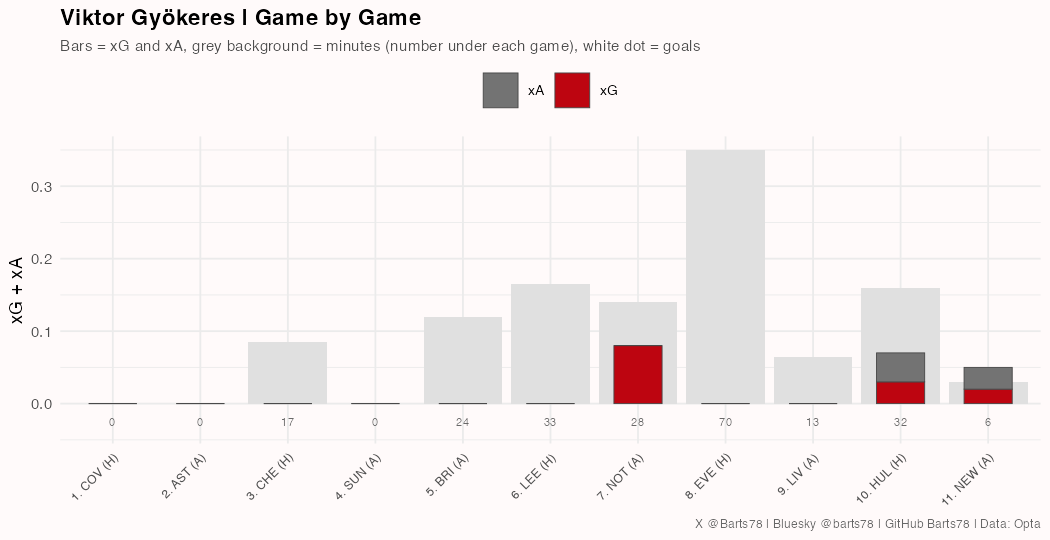 Viktor Gyökeres | Game by Game
Bars = xG and xA, grey background = minutes (number under each game), white dot = goals
xA xG
xG + xA
0.3
0.2
0.1
0.0
0 0 17 0 24 33 28 70 13 32 6
1. COV (H) 2. AST (A) 3. CHE (H) 4. SUN (A) 5. BRI (A) 6. LEE (H) 7. NOT (A) 8. EVE (H) 9. LIV (A) 10. HUL (H) 11. NEW (A)
X @Barts78 | Bluesky @barts78 | GitHub Barts78 | Data: Opta